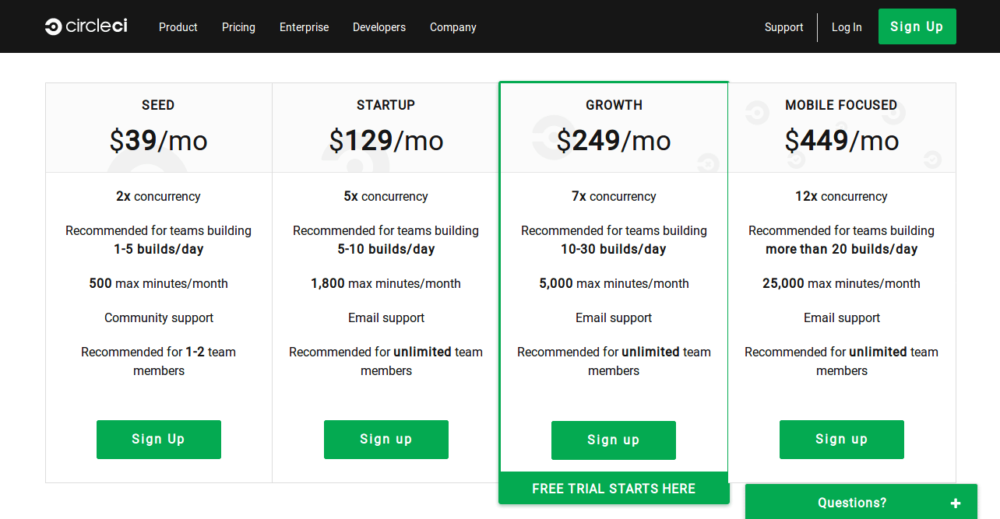 circleci Product Pricing Enterprise Developers Company Support Log In Sign Up
SEED
$39/mo
2x concurrency
Recommended for teams building
1-5 builds/day
500 max minutes/month
Community support
Recommended for 1-2 team
members
Sign Up
STARTUP
$129/mo
5x concurrency
Recommended for teams building
5-10 builds/day
1,800 max minutes/month
Email support
Recommended for unlimited team
members
Sign up
GROWTH
$249/mo
7x concurrency
Recommended for teams building
10-30 builds/day
5,000 max minutes/month
Email support
Recommended for unlimited team
members
Sign up
FREE TRIAL STARTS HERE
MOBILE FOCUSED
$449/mo
12x concurrency
Recommended for teams building
more than 20 builds/day
25,000 max minutes/month
Email support
Recommended for unlimited team
members
Sign up
Questions? +